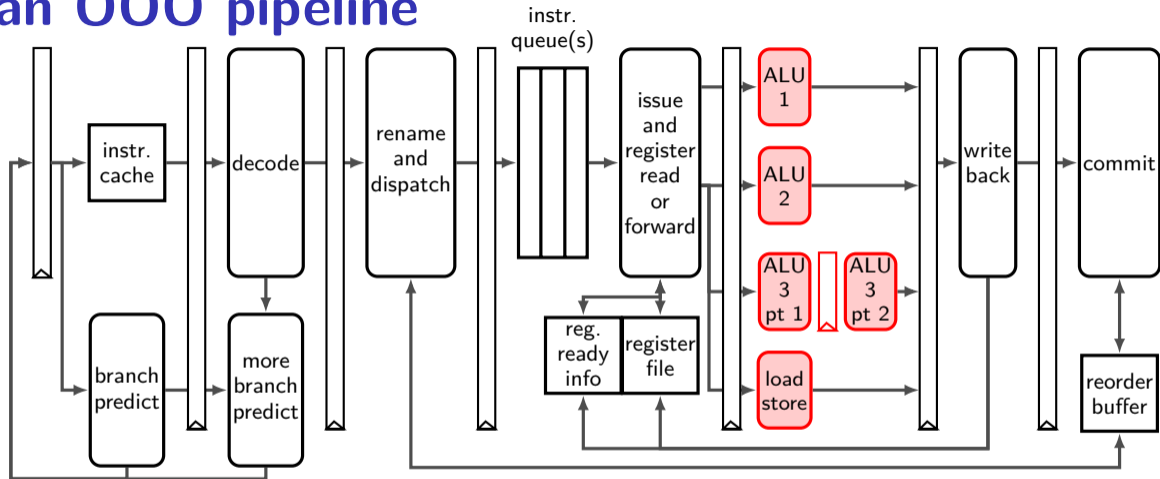 an OOO pipeline
instr.
queue(s)
instr.
cache
decode
rename
and
dispatch
issue
and
register
read
or
forward
ALU
1
ALU
2
ALU
3
pt 1
ALU
3
pt 2
load
store
write
back
commit
branch
predict
more
branch
predict
reg.
ready
info
register
file
reorder
buffer